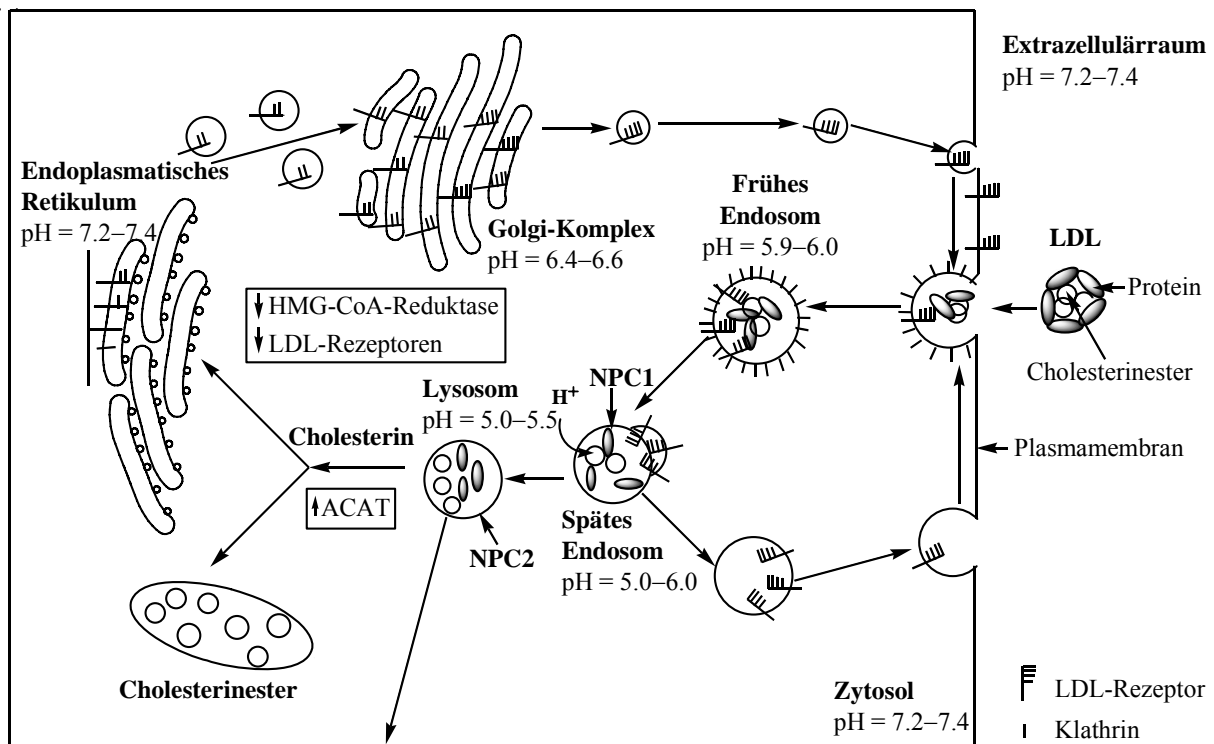 Extrazellulärraum
pH = 7.2–7.4
Endoplasmatisches
Retikulum
pH = 7.2–7.4
Golgi-Komplex
pH = 6.4–6.6
Frühes
Endosom
pH = 5.9–6.0
LDL
Protein
Cholesterinester
HMG-CoA-Reduktase
LDL-Rezeptoren
Lysosom
pH = 5.0–5.5
H+
NPC1
Cholesterin
ACAT
NPC2
Spätes
Endosom
pH = 5.0–6.0
Plasmamembran
Cholesterinester
Zytosol
pH = 7.2–7.4
LDL-Rezeptor
Klathrin